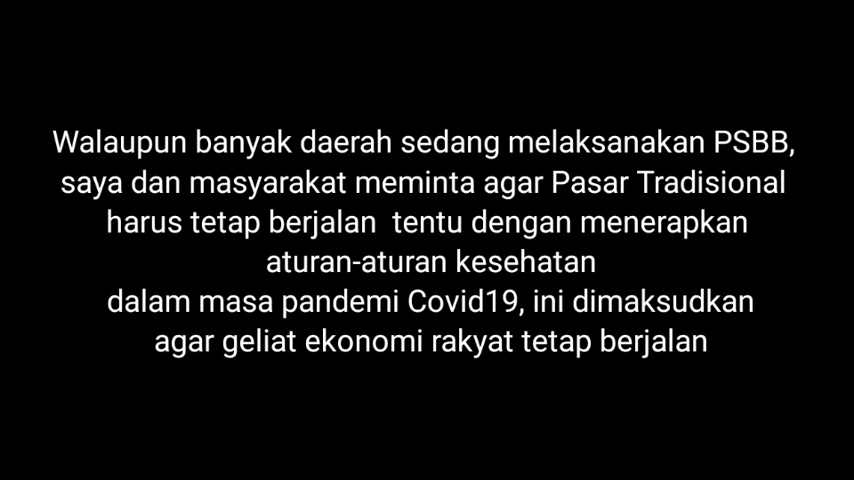 Walaupun banyak daerah sedang melaksanakan PSBB,
saya dan masyarakat meminta agar Pasar Tradisional
harus tetap berjalan  tentu dengan menerapkan
aturan-aturan kesehatan
dalam masa pandemi Covid19, ini dimaksudkan
agar geliat ekonomi rakyat tetap berjalan